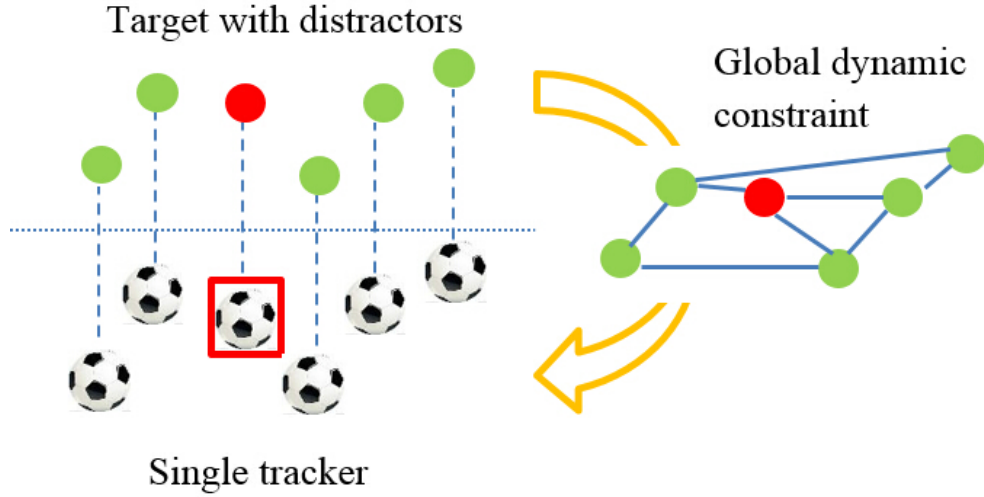 Target with distractors
Global dynamic
constraint
Single tracker